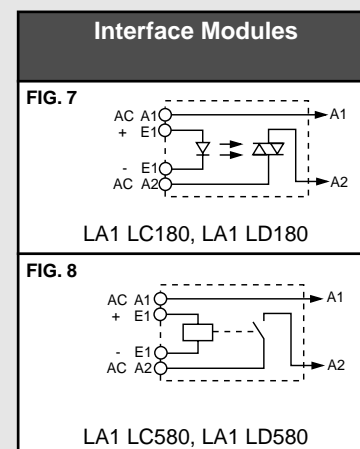 Interface Modules
FIG. 7
AC A1 A1
+ E1
- E1
AC A2 A2
LA1 LC180, LA1 LD180
FIG. 8
AC A1 A1
+ E1
- E1
AC A2 A2
LA1 LC580, LA1 LD580